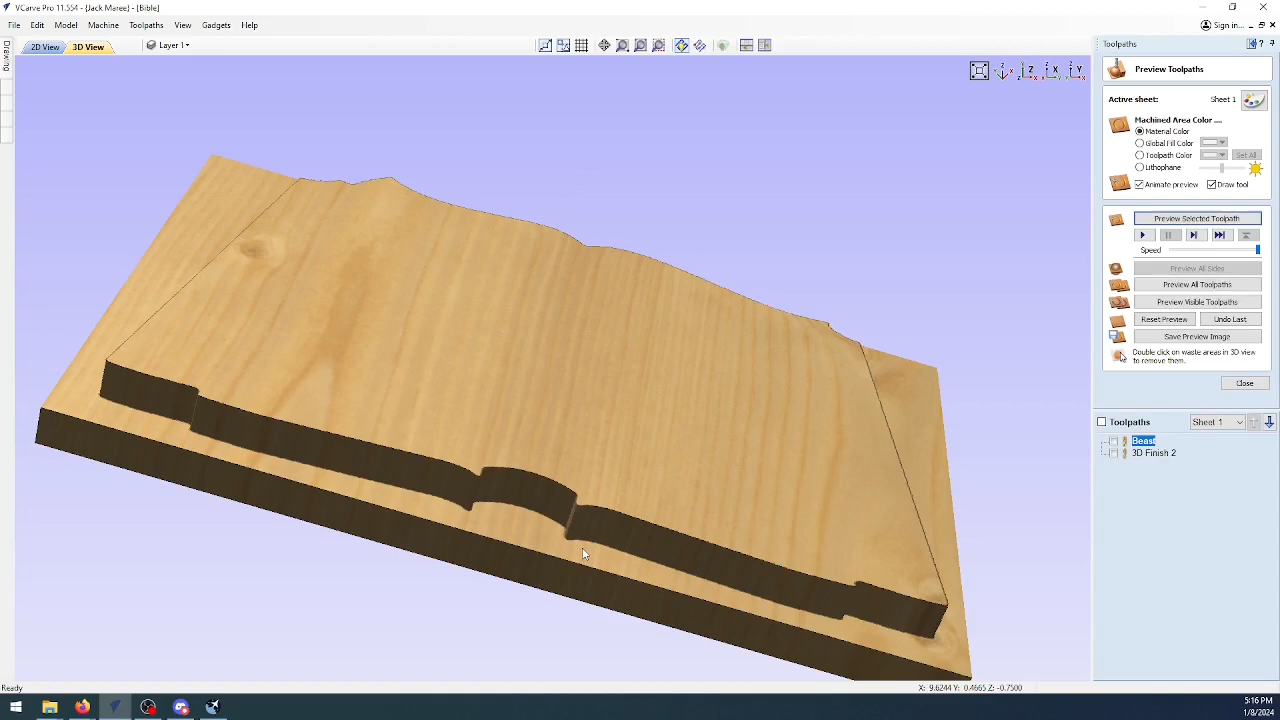 VCarve Pro 11.554 - {Jack Maree} - [Bible]
File Edit Model Machine Toolpaths View Gadgets Help
Sign in...
2D View 3D View Layer 1
Drawing
Z X Y
Toolpaths
Preview Toolpaths
Active sheet: Sheet 1
Machined Area Color ....
Material Color
Global Fill Color
Toolpath Color Set All
Lithophane
Animate preview Draw tool
Preview Selected Toolpath
Speed
Preview All Sides
Preview All Toolpaths
Preview Visible Toolpaths
Reset Preview Undo Last
Save Preview Image
Double click on waste areas in 3D view
to remove them.
Close
Toolpaths Sheet 1
Beast
3D Finish 2
Ready
X: 9.6244 Y: 0.4665 Z: -0.7500
5:16 PM
1/8/2024